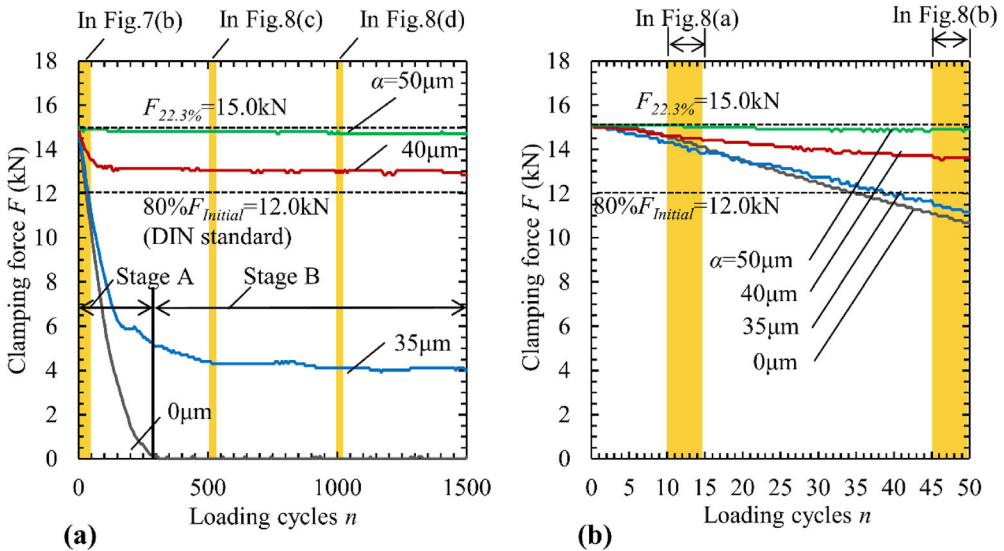 In Fig.7(b)
In Fig.8(c)
In Fig.8(d)
Clamping force F (kN)
18
16
14
12
10
8
6
4
2
0
F22.3%=15.0kN
α=50μm
40μm
80%FInitial=12.0kN
(DIN standard)
Stage A
Stage B
35μm
0μm
0
500
1000
1500
Loading cycles n
(a)
In Fig.8(a)
In Fig.8(b)
Clamping force F (kN)
18
16
14
12
10
8
6
4
2
0
F22.3%=15.0kN
80%FInitial=12.0kN
α=50μm
40μm
35μm
0μm
0
5
10
15
20
25
30
35
40
45
50
Loading cycles n
(b)